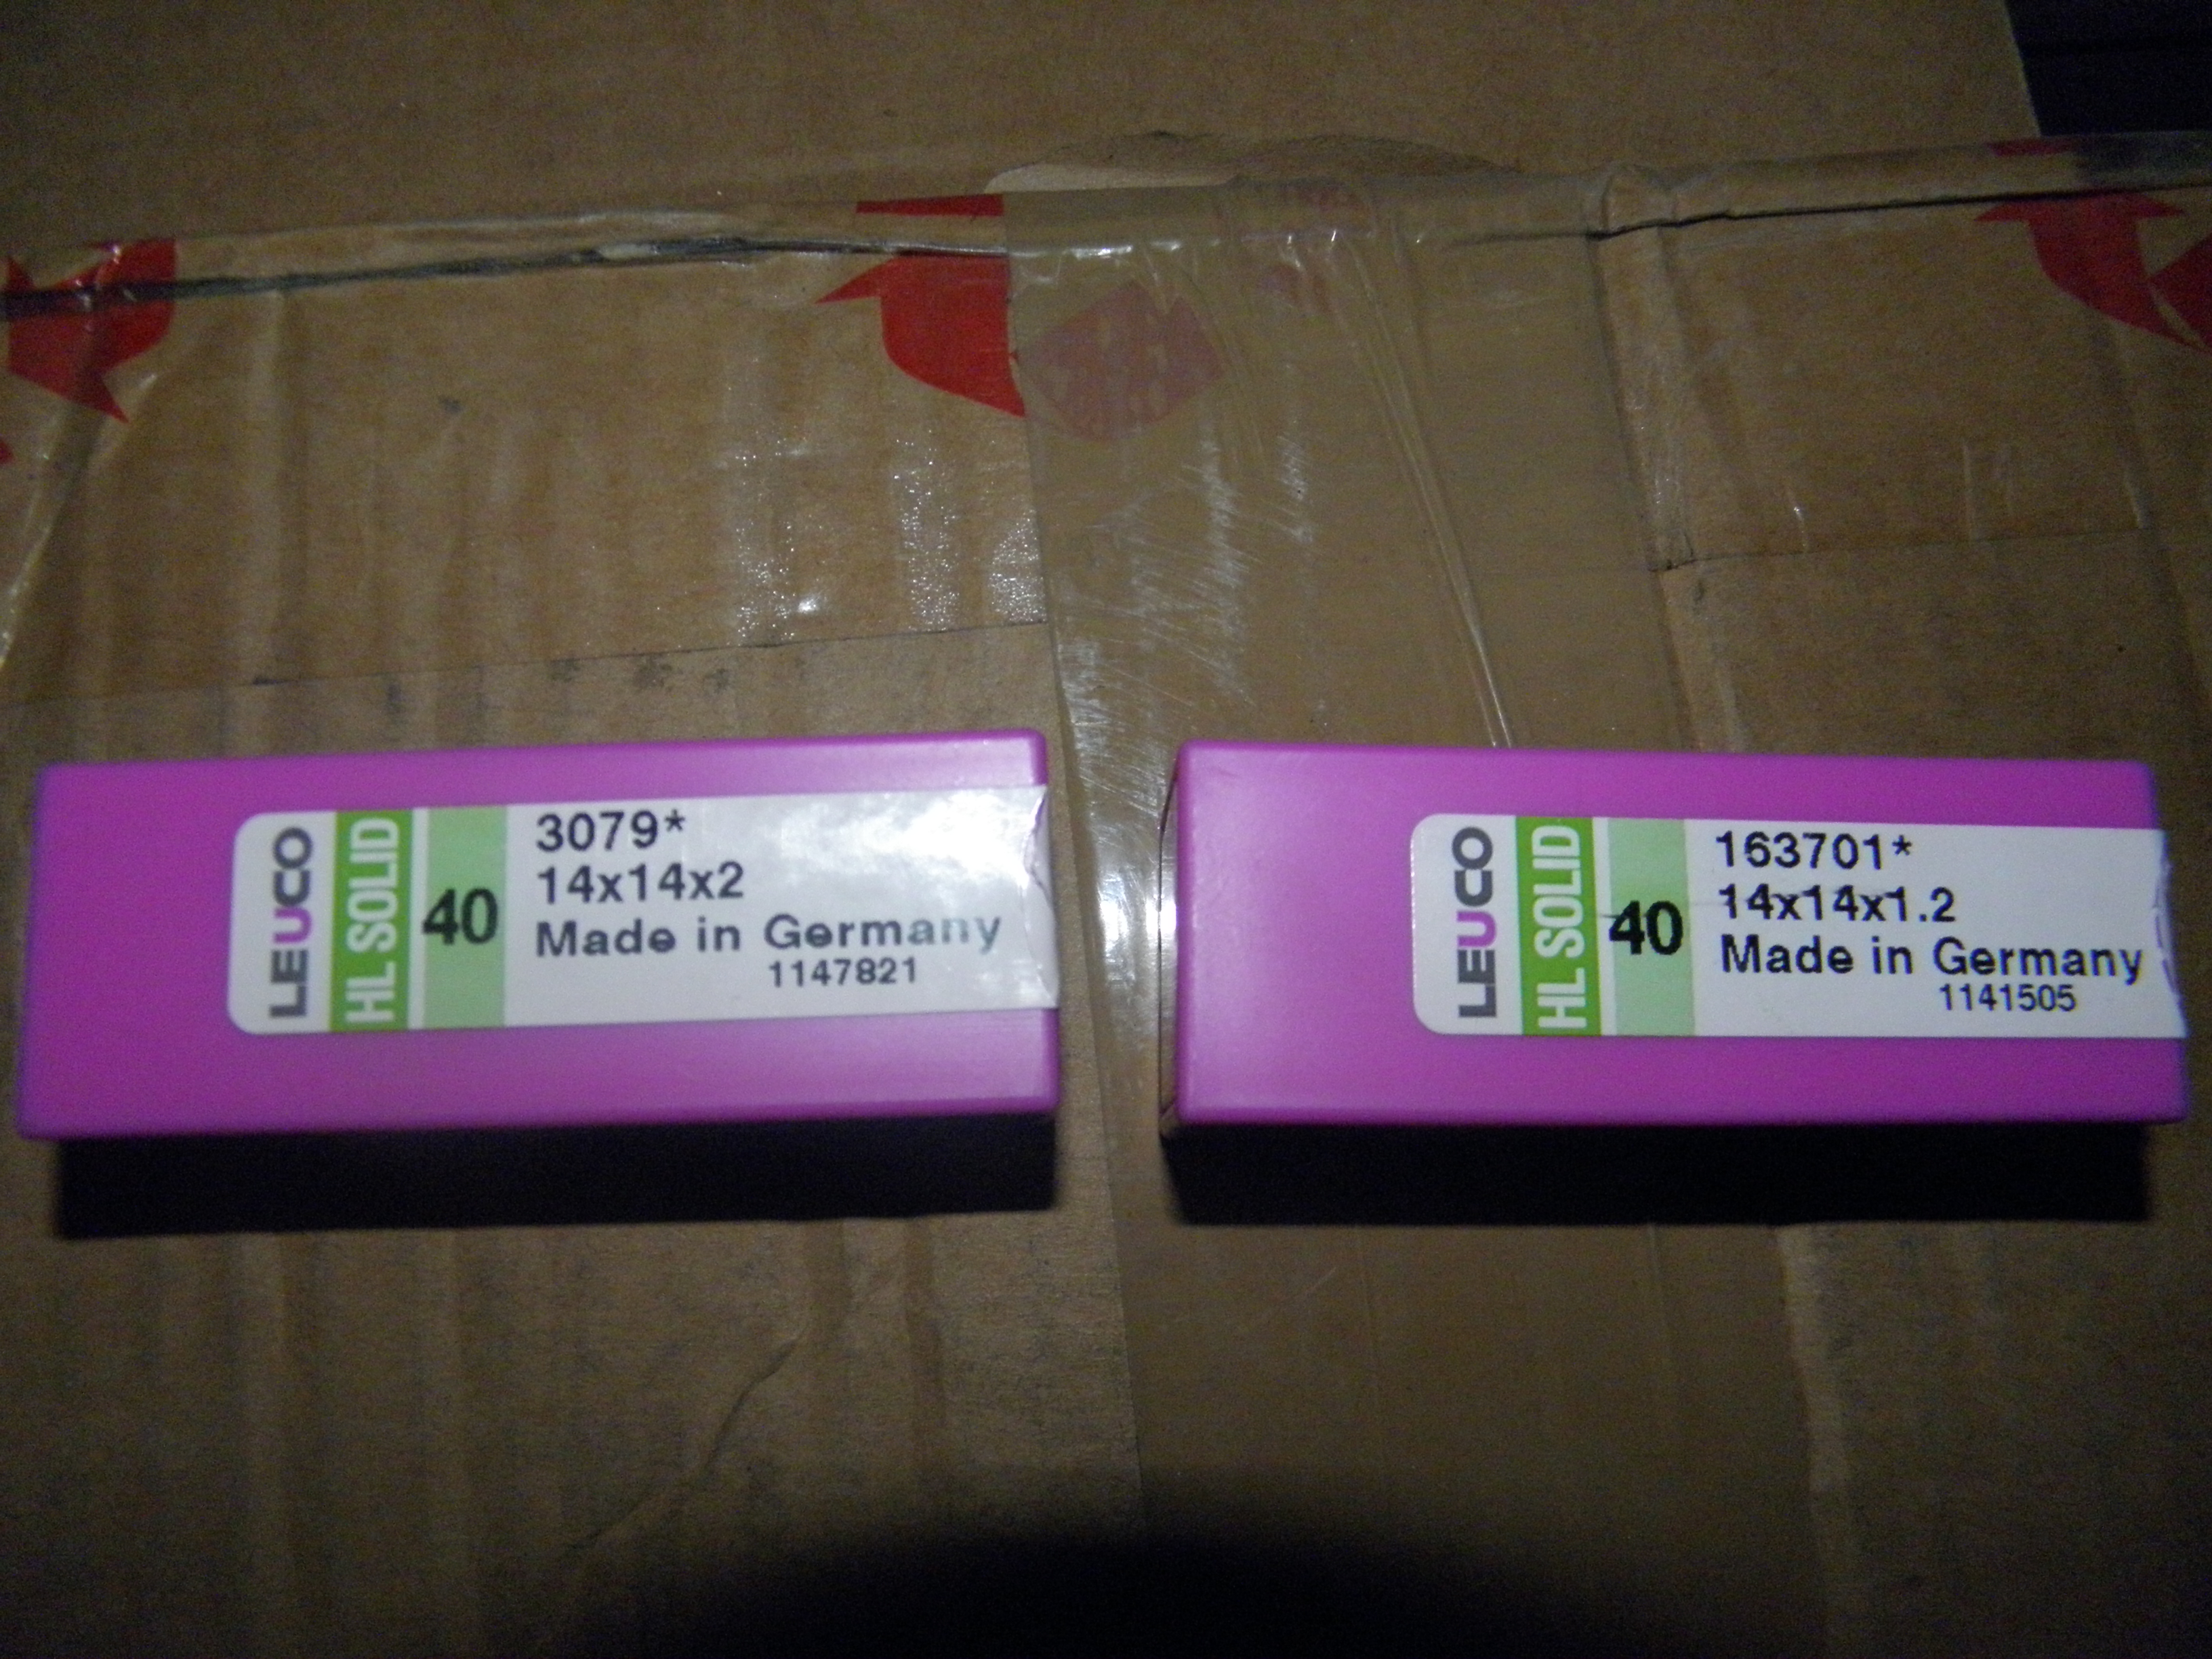 LEUCO
HL SOLID
40
3079*
14x14x2
Made in Germany
1147821
LEUCO
HL SOLID
40
163701*
14x14x1.2
Made in Germany
1141505